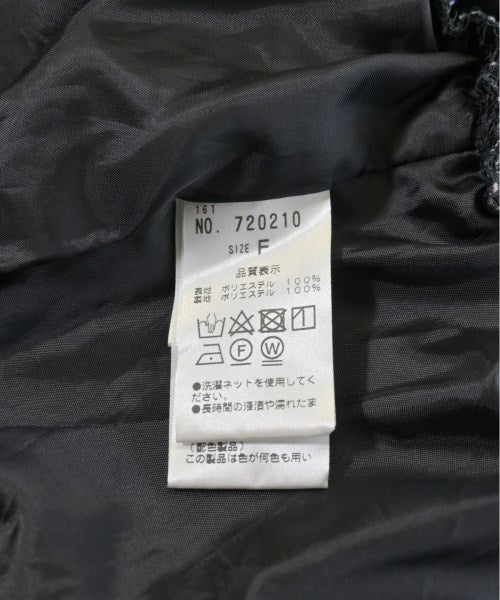 161
NO. 720210
SIZE F
品質表示
表地 ポリエステル 100%
裏地 ポリエステル 100%
F W
●洗濯ネットを使用してく
ださい。
●長時間の浸漬や濡れたま
(配色製品)
この製品は色が何色も用い